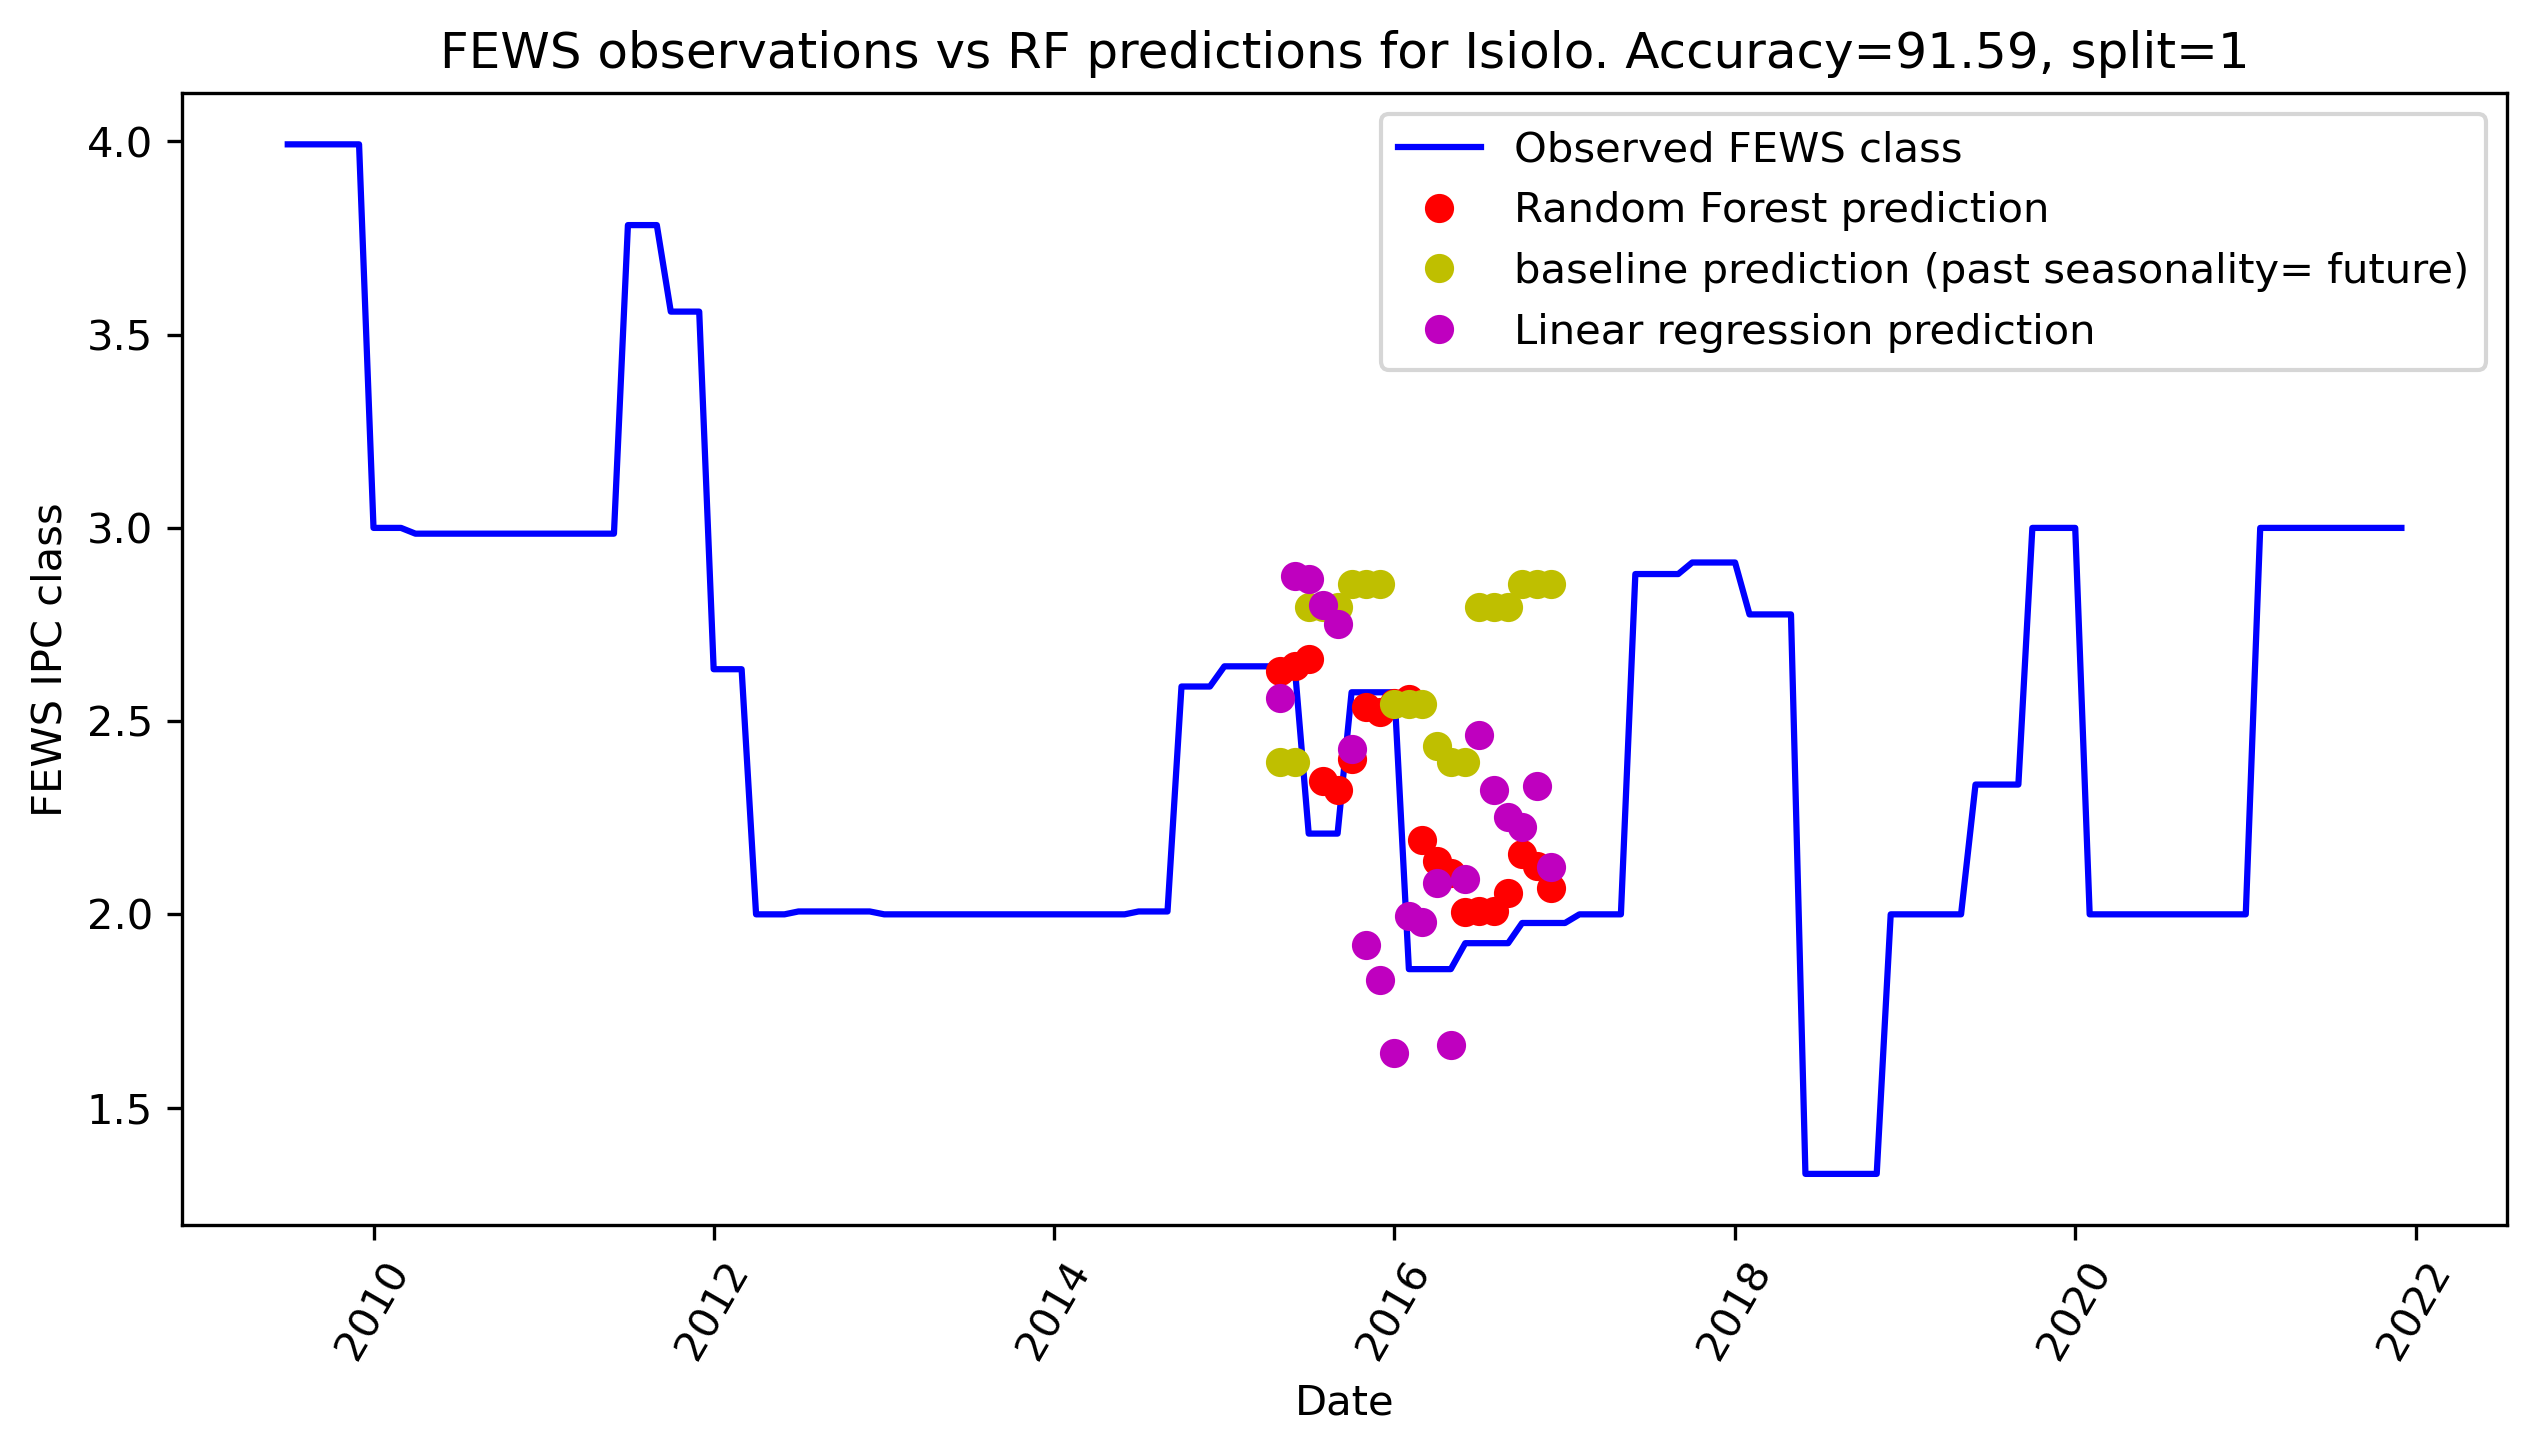 FEWS observations vs RF predictions for Isiolo. Accuracy=91.59, split=1
Observed FEWS class
Random Forest prediction
baseline prediction (past seasonality= future)
Linear regression prediction
FEWS IPC class
4.0
3.5
3.0
2.5
2.0
1.5
2010
2012
2014
2016
2018
2020
2022
Date